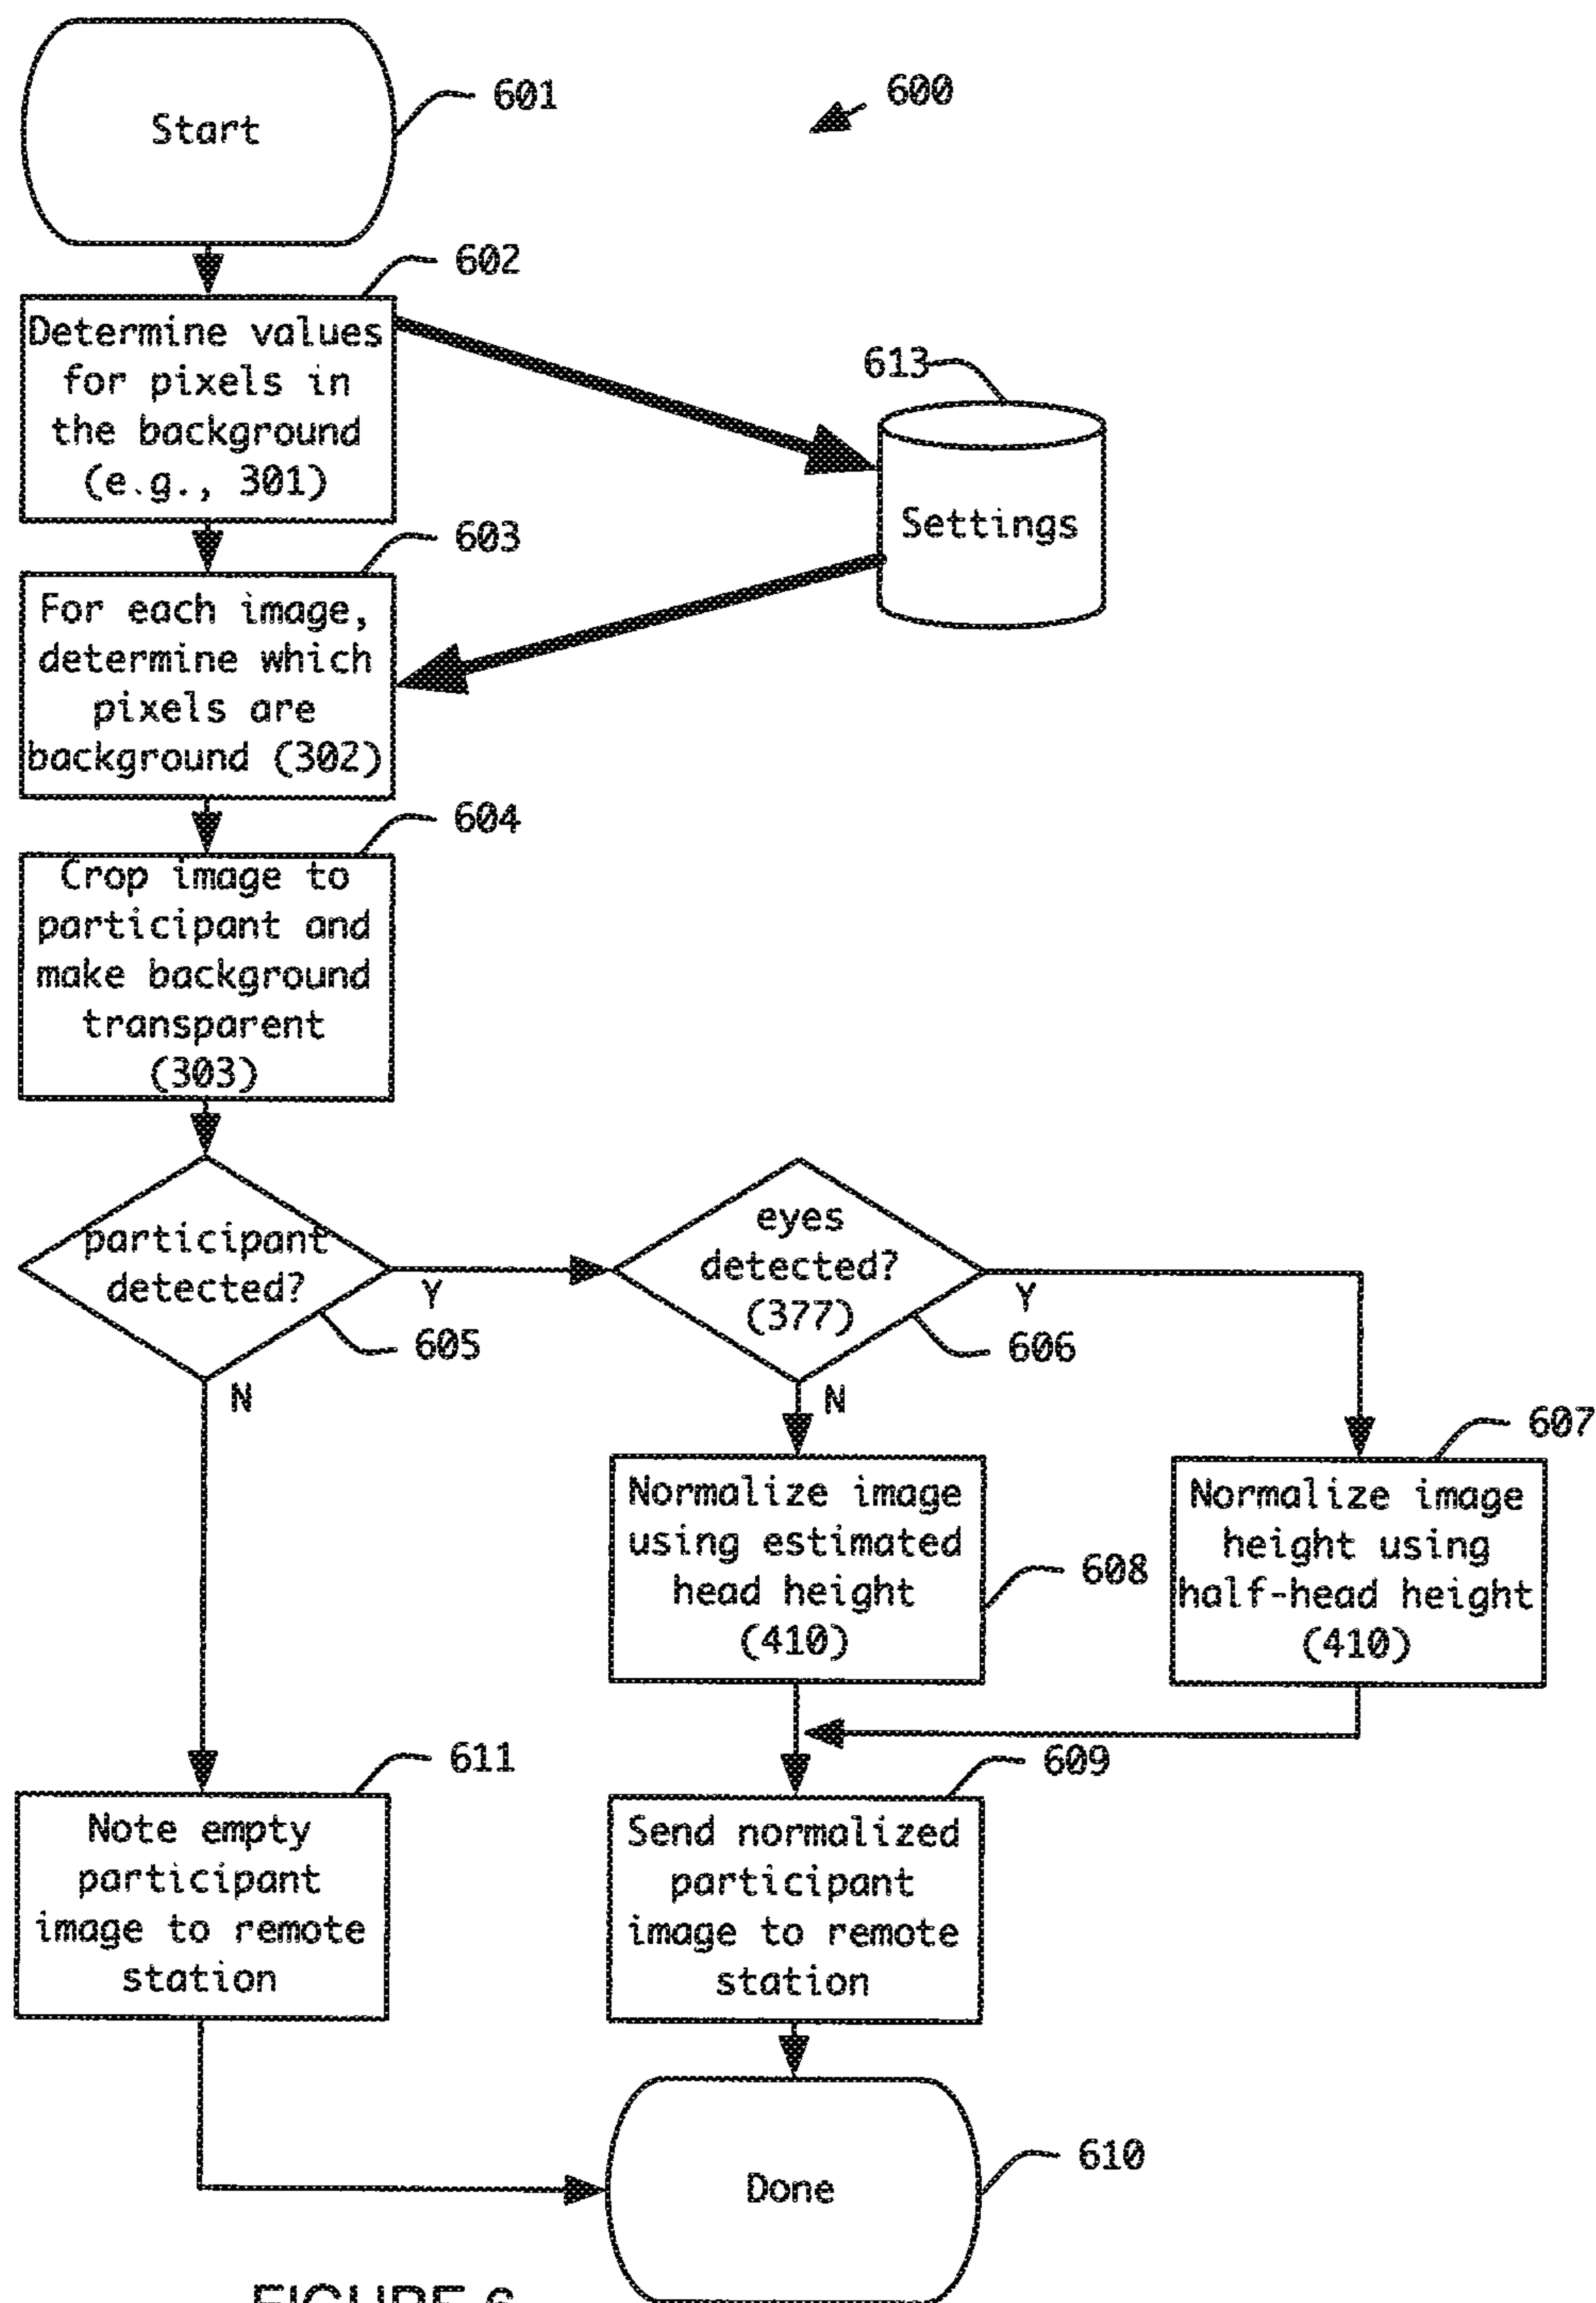 601
Start
600
602
Determine values
for pixels in
the background
(e.g., 301)
613
Settings
603
For each image,
determine which
pixels are
background (302)
604
Crop image to
participant and
make background
transparent
(303)
participant
detected?
Y
605
N
eyes
detected?
(377)
Y
606
N
607
Normalize image
using estimated
head height
(410)
608
Normalize image
height using
half-head height
(410)
611
Note empty
participant
image to remote
station
609
Send normalized
participant
image to remote
station
Done
610
FIGURE 6